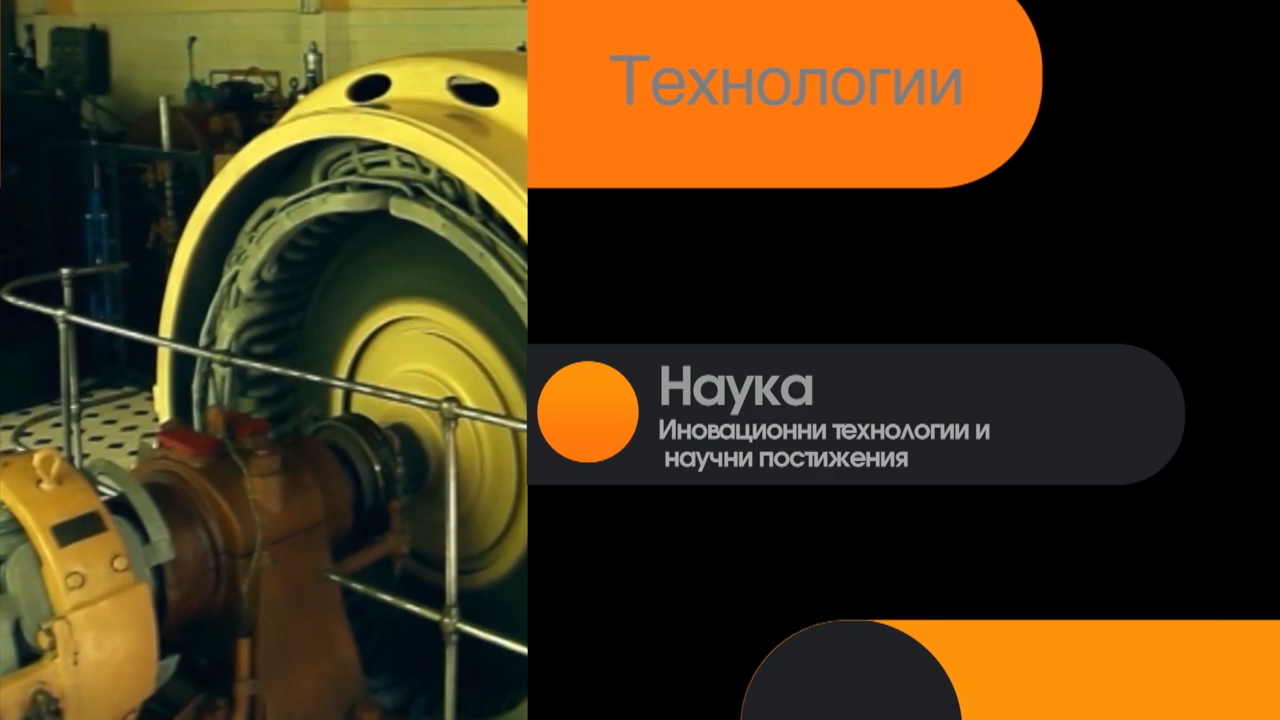 Технологии
Наука
Иновационни технологии и
научни постижения